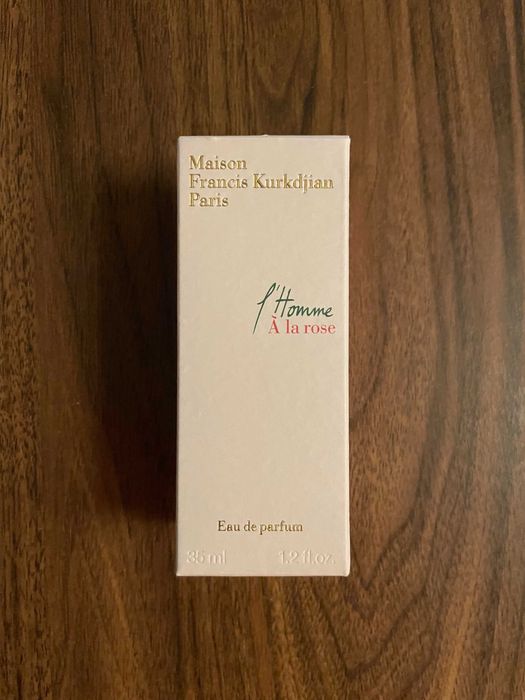 Maison
Francis Kurkdjian
Paris
l'Homme
À la rose
Eau de parfum
35 ml 1.2 fl.oz.